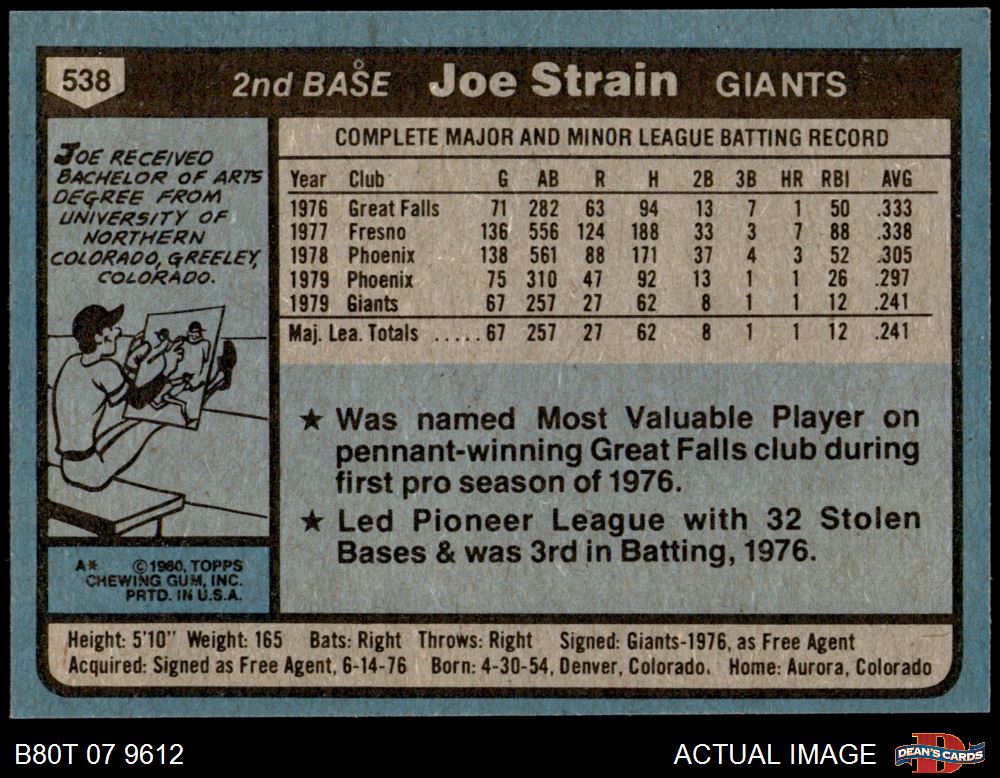 538
2nd BASE Joe Strain GIANTS
JOE RECEIVED
BACHELOR OF ARTS
DEGREE FROM
UNIVERSITY OF
NORTHERN
COLORADO, GREELEY,
COLORADO.
COMPLETE MAJOR AND MINOR LEAGUE BATTING RECORD
Year Club G AB R H 2B 3B HR RBI AVG
1976 Great Falls 71 282 63 94 13 7 1 50 .333
1977 Fresno 136 556 124 188 33 3 7 88 .338
1978 Phoenix 138 561 88 171 37 4 3 52 .305
1979 Phoenix 75 310 47 92 13 1 1 26 .297
1979 Giants 67 257 27 62 8 1 1 12 .241
Maj. Lea. Totals ..... 67 257 27 62 8 1 1 12 .241
★ Was named Most Valuable Player on
pennant-winning Great Falls club during
first pro season of 1976.
★ Led Pioneer League with 32 Stolen
Bases & was 3rd in Batting, 1976.
A* ©1980, TOPPS
CHEWING GUM, INC.
PRTD. IN U.S.A.
Height: 5'10" Weight: 165 Bats: Right Throws: Right Signed: Giants-1976, as Free Agent
Acquired: Signed as Free Agent, 6-14-76 Born: 4-30-54, Denver, Colorado. Home: Aurora, Colorado
B80T 07 9612
ACTUAL IMAGE
DEAN'S CARDS